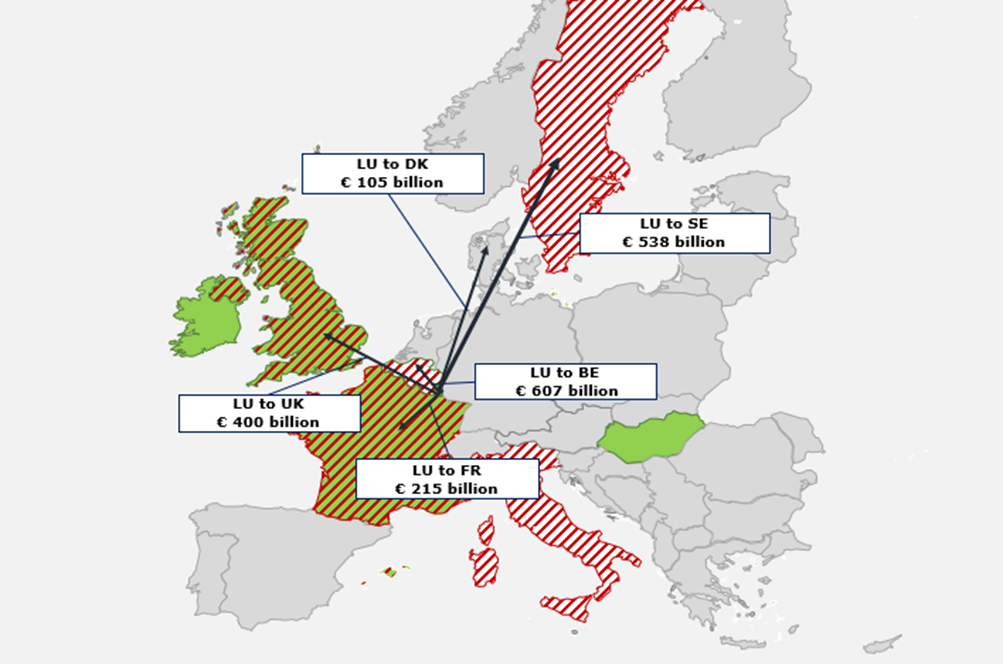 LU to DK
€ 105 billion
LU to SE
€ 538 billion
LU to BE
€ 607 billion
LU to UK
€ 400 billion
LU to FR
€ 215 billion